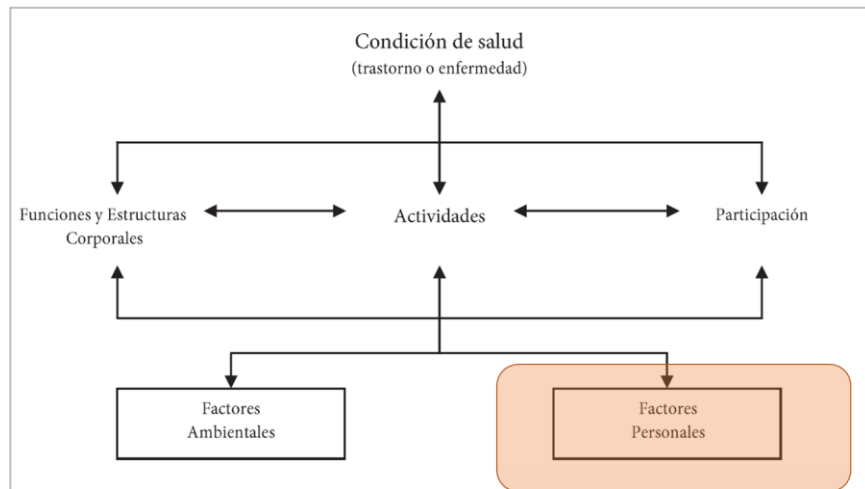 Condición de salud
(trastorno o enfermedad)
Funciones y Estructuras
Corporales
Actividades
Participación
Factores
Ambientales
Factores
Personales